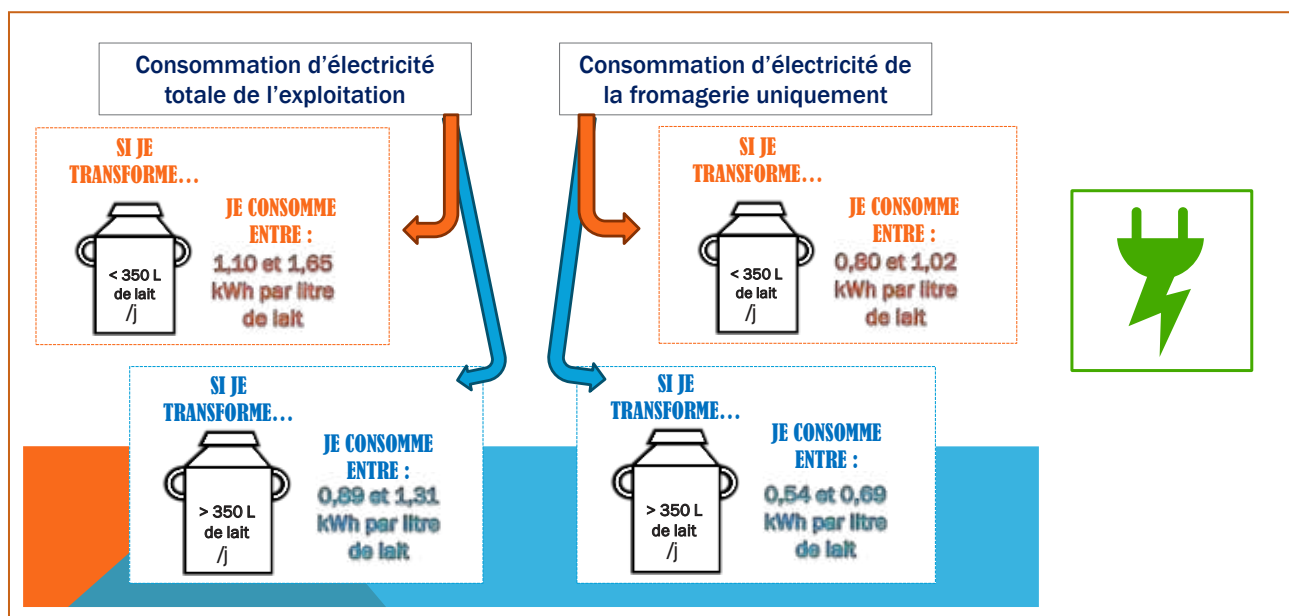 Consommation d’électricité
totale de l’exploitation
Consommation d’électricité de
la fromagerie uniquement
SI JE
TRANSFORME…
< 350 L
de lait
/j
JE CONSOMME
ENTRE :
1,10 et 1,65
kWh par litre
de lait
SI JE
TRANSFORME…
< 350 L
de lait
/j
JE CONSOMME
ENTRE :
0,80 et 1,02
kWh par litre
de lait
SI JE
TRANSFORME…
> 350 L
de lait
/j
JE CONSOMME
ENTRE :
0,89 et 1,31
kWh par litre
de lait
SI JE
TRANSFORME…
> 350 L
de lait
/j
JE CONSOMME
ENTRE :
0,54 et 0,69
kWh par litre
de lait